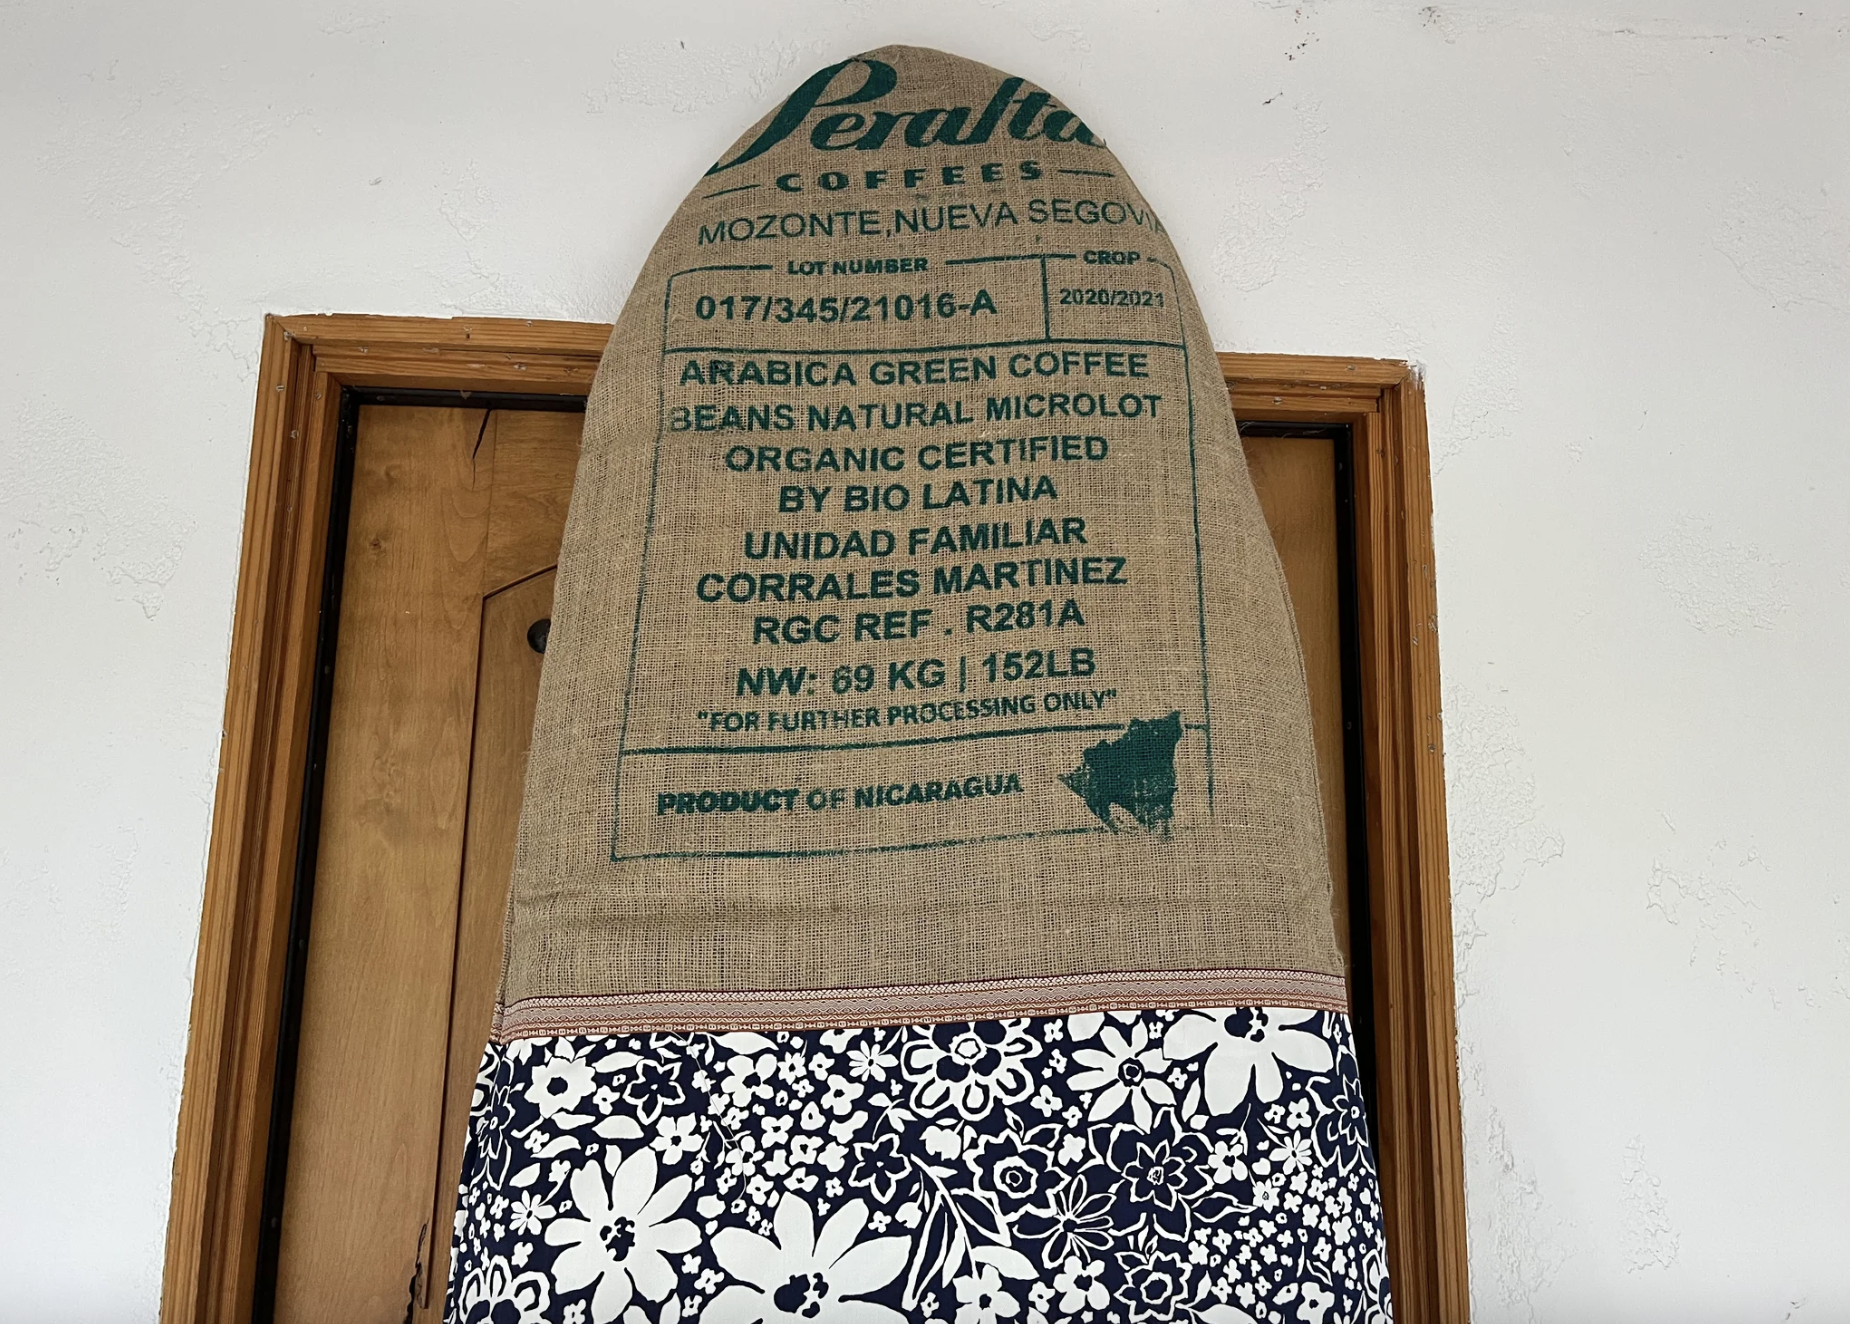 Peralta
COFFEES
MOZONTE,NUEVA SEGOVIA
LOT NUMBER
CROP
017/345/21016-A
2020/2021
ARABICA GREEN COFFEE
BEANS NATURAL MICROLOT
ORGANIC CERTIFIED
BY BIO LATINA
UNIDAD FAMILIAR
CORRALES MARTINEZ
RGC REF . R281A
NW: 69 KG | 152LB
"FOR FURTHER PROCESSING ONLY"
PRODUCT OF NICARAGUA